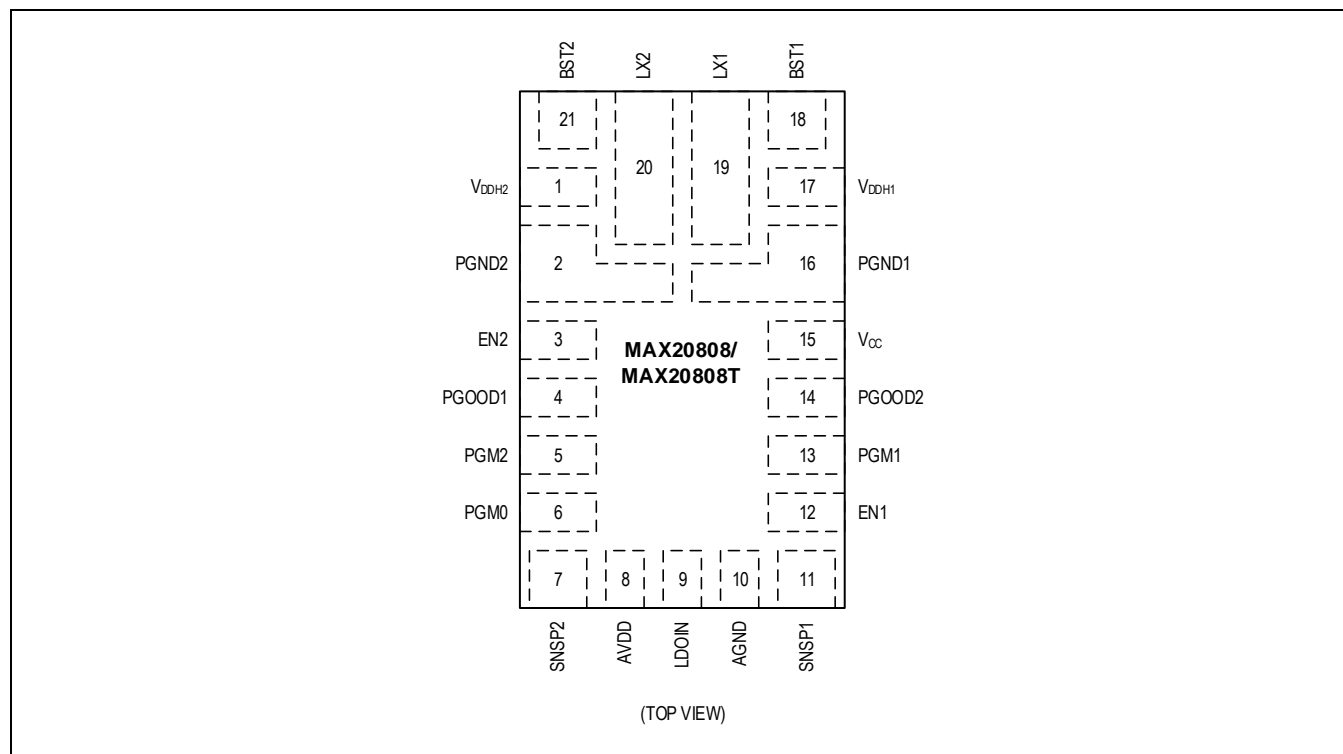 BST2 LX2 LX1 BST1
21 20 19 18
VDDH2 1 17 VDDH1
PGND2 2 16 PGND1
EN2 3 15 VCC
MAX20808/
MAX20808T
PGOOD1 4 14 PGOOD2
PGM2 5 13 PGM1
PGM0 6 12 EN1
7 8 9 10 11
SNSP2 AVDD LDOIN AGND SNSP1
(TOP VIEW)